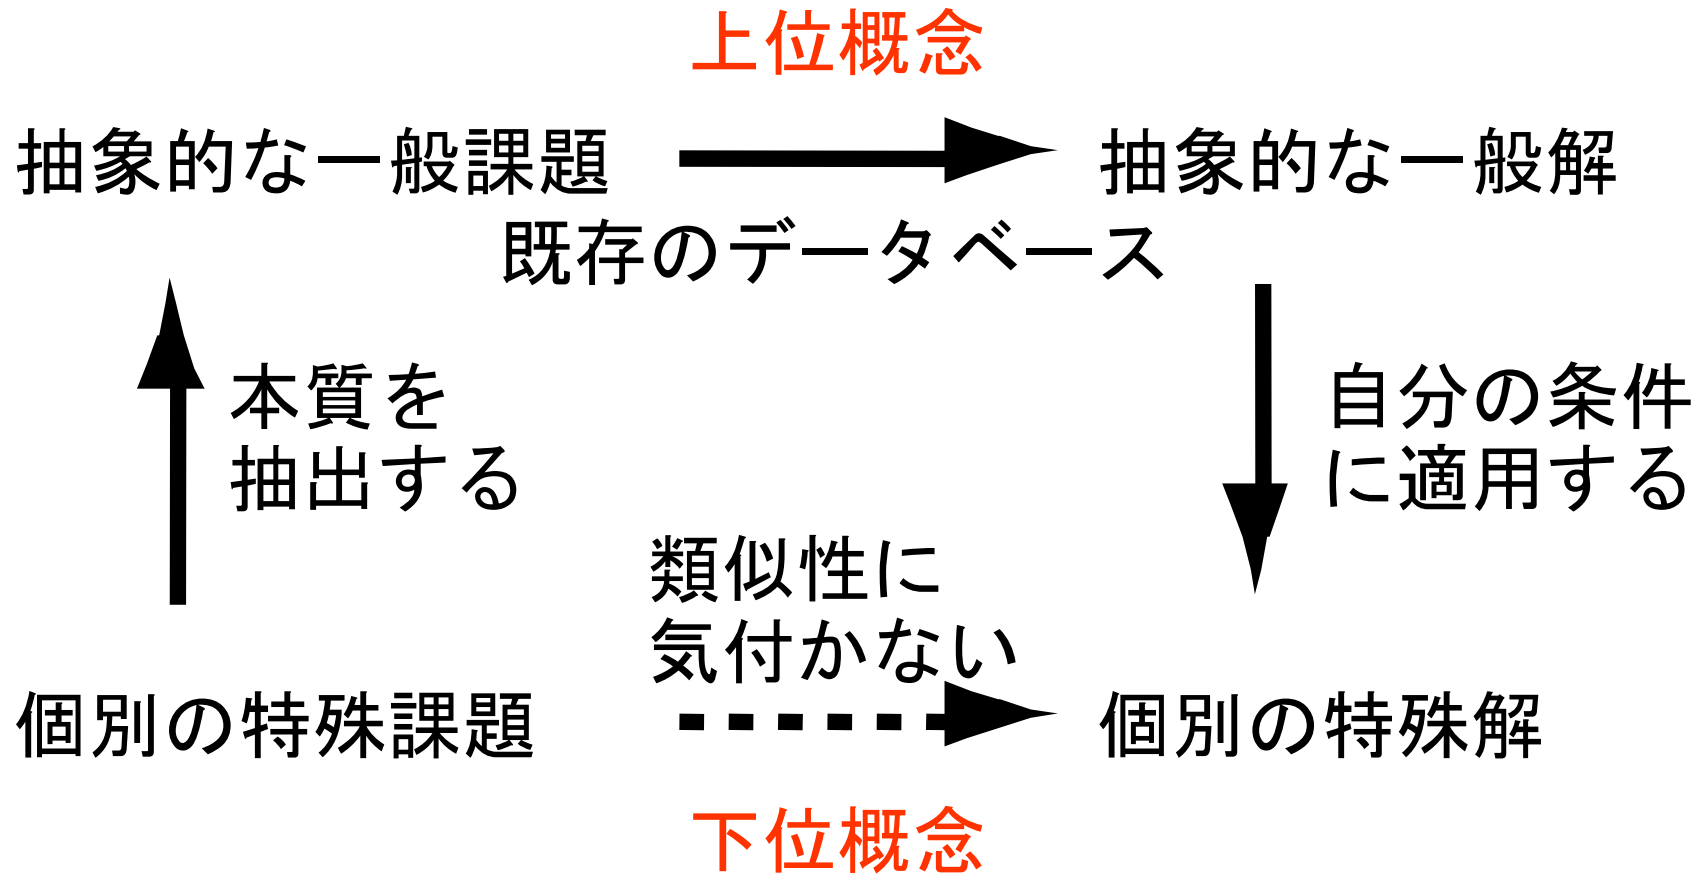 上位概念
抽象的な一般課題
抽象的な一般解
既存のデータベース
本質を
抽出する
自分の条件
に適用する
類似性に
気付かない
個別の特殊課題
個別の特殊解
下位概念